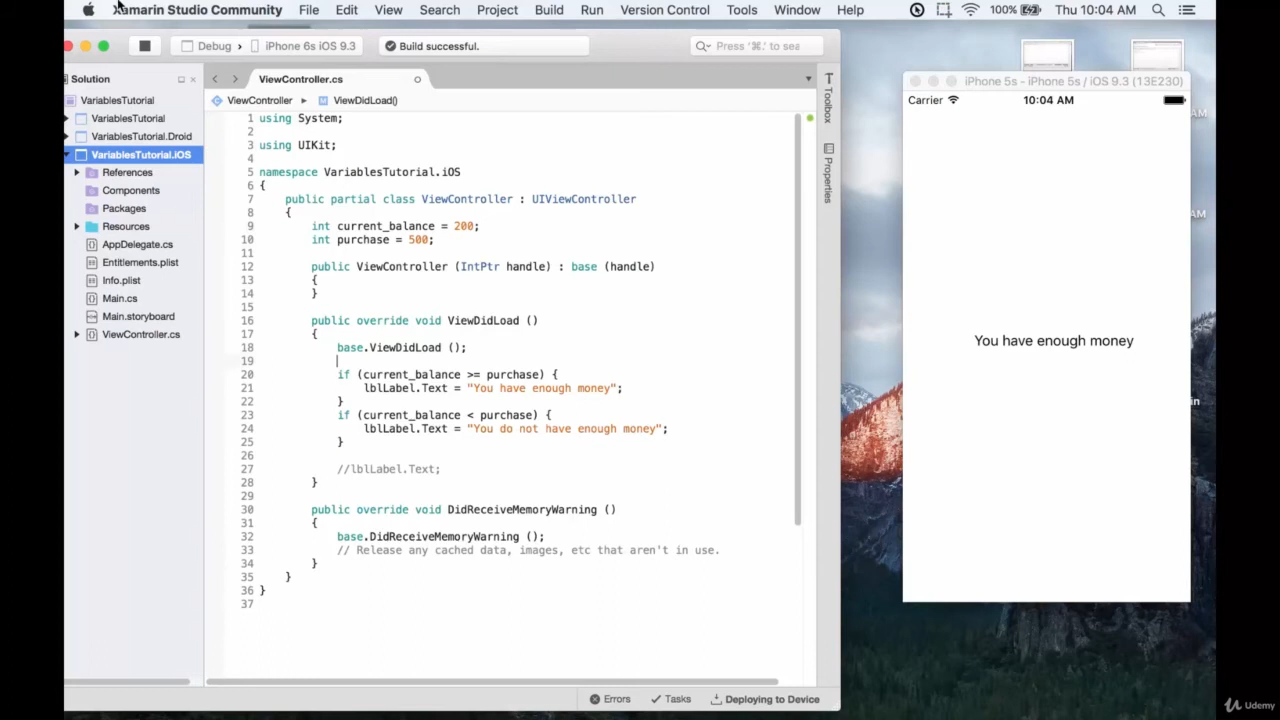 Xamarin Studio Community File Edit View Search Project Build Run Version Control Tools Window Help 100% Thu 10:04 AM
Debug › iPhone 6s iOS 9.3 Build successful. Press '⌘.' to sea
Solution
VariablesTutorial
VariablesTutorial
VariablesTutorial.Droid
VariablesTutorial.iOS
References
Components
Packages
Resources
AppDelegate.cs
Entitlements.plist
Info.plist
Main.cs
Main.storyboard
ViewController.cs
ViewController.cs
ViewController ▸ ViewDidLoad()
1 using System;
2
3 using UIKit;
4
5 namespace VariablesTutorial.iOS
6 {
7 public partial class ViewController : UIViewController
8 {
9 int current_balance = 200;
10 int purchase = 500;
11
12 public ViewController (IntPtr handle) : base (handle)
13 {
14 }
15
16 public override void ViewDidLoad ()
17 {
18 base.ViewDidLoad ();
19
20 if (current_balance >= purchase) {
21 lblLabel.Text = "You have enough money";
22 }
23 if (current_balance < purchase) {
24 lblLabel.Text = "You do not have enough money";
25 }
26
27 //lblLabel.Text;
28 }
29
30 public override void DidReceiveMemoryWarning ()
31 {
32 base.DidReceiveMemoryWarning ();
33 // Release any cached data, images, etc that aren't in use.
34 }
35 }
36 }
37
Toolbox
Properties
Errors Tasks Deploying to Device
iPhone 5s - iPhone 5s / iOS 9.3 (13E230)
Carrier 10:04 AM
You have enough money
AM
AM
in
Udemy